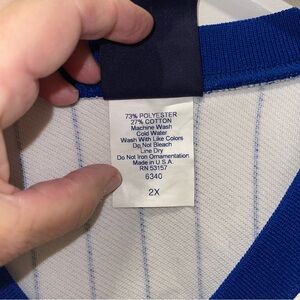 73% POLYESTER
27% COTTON
Machine Wash
Cold Water
Wash With Like Colors
Do Not Bleach
Line Dry
Do Not Iron Ornamentation
Made in U.S.A.
RN 53157
6340
2X